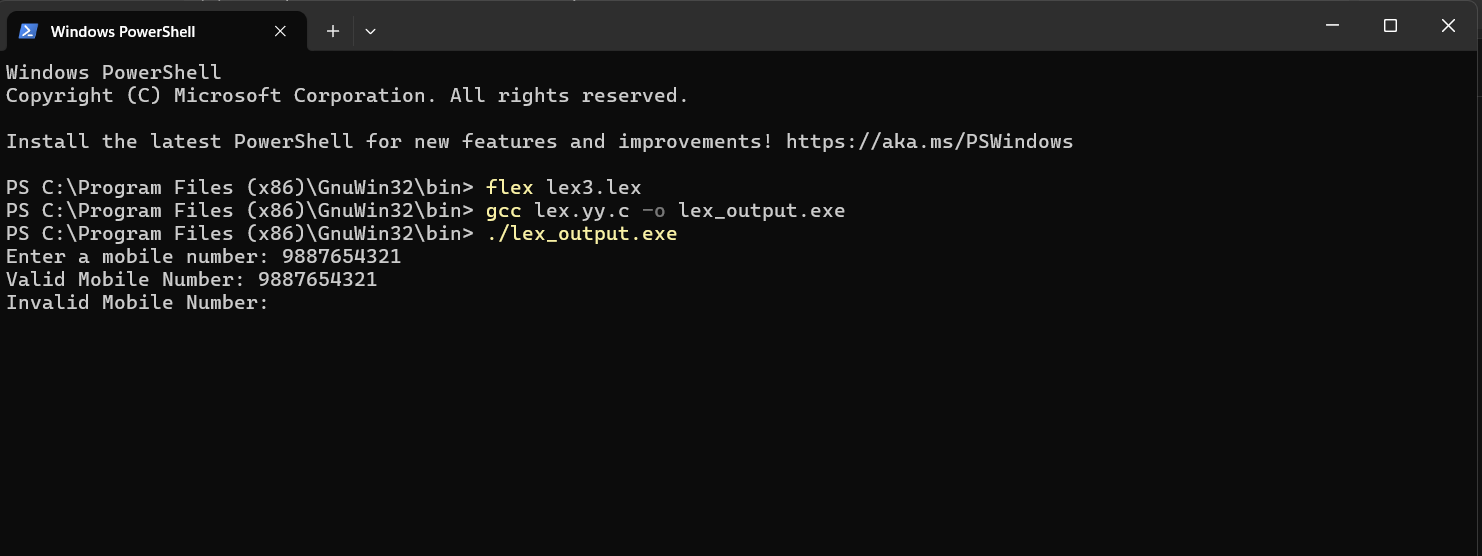 Windows PowerShell
Windows PowerShell
Copyright (C) Microsoft Corporation. All rights reserved.
Install the latest PowerShell for new features and improvements! https://aka.ms/PSWindows
PS C:\Program Files (x86)\GnuWin32\bin> flex lex3.lex
PS C:\Program Files (x86)\GnuWin32\bin> gcc lex.yy.c -o lex_output.exe
PS C:\Program Files (x86)\GnuWin32\bin> ./lex_output.exe
Enter a mobile number: 9887654321
Valid Mobile Number: 9887654321
Invalid Mobile Number: